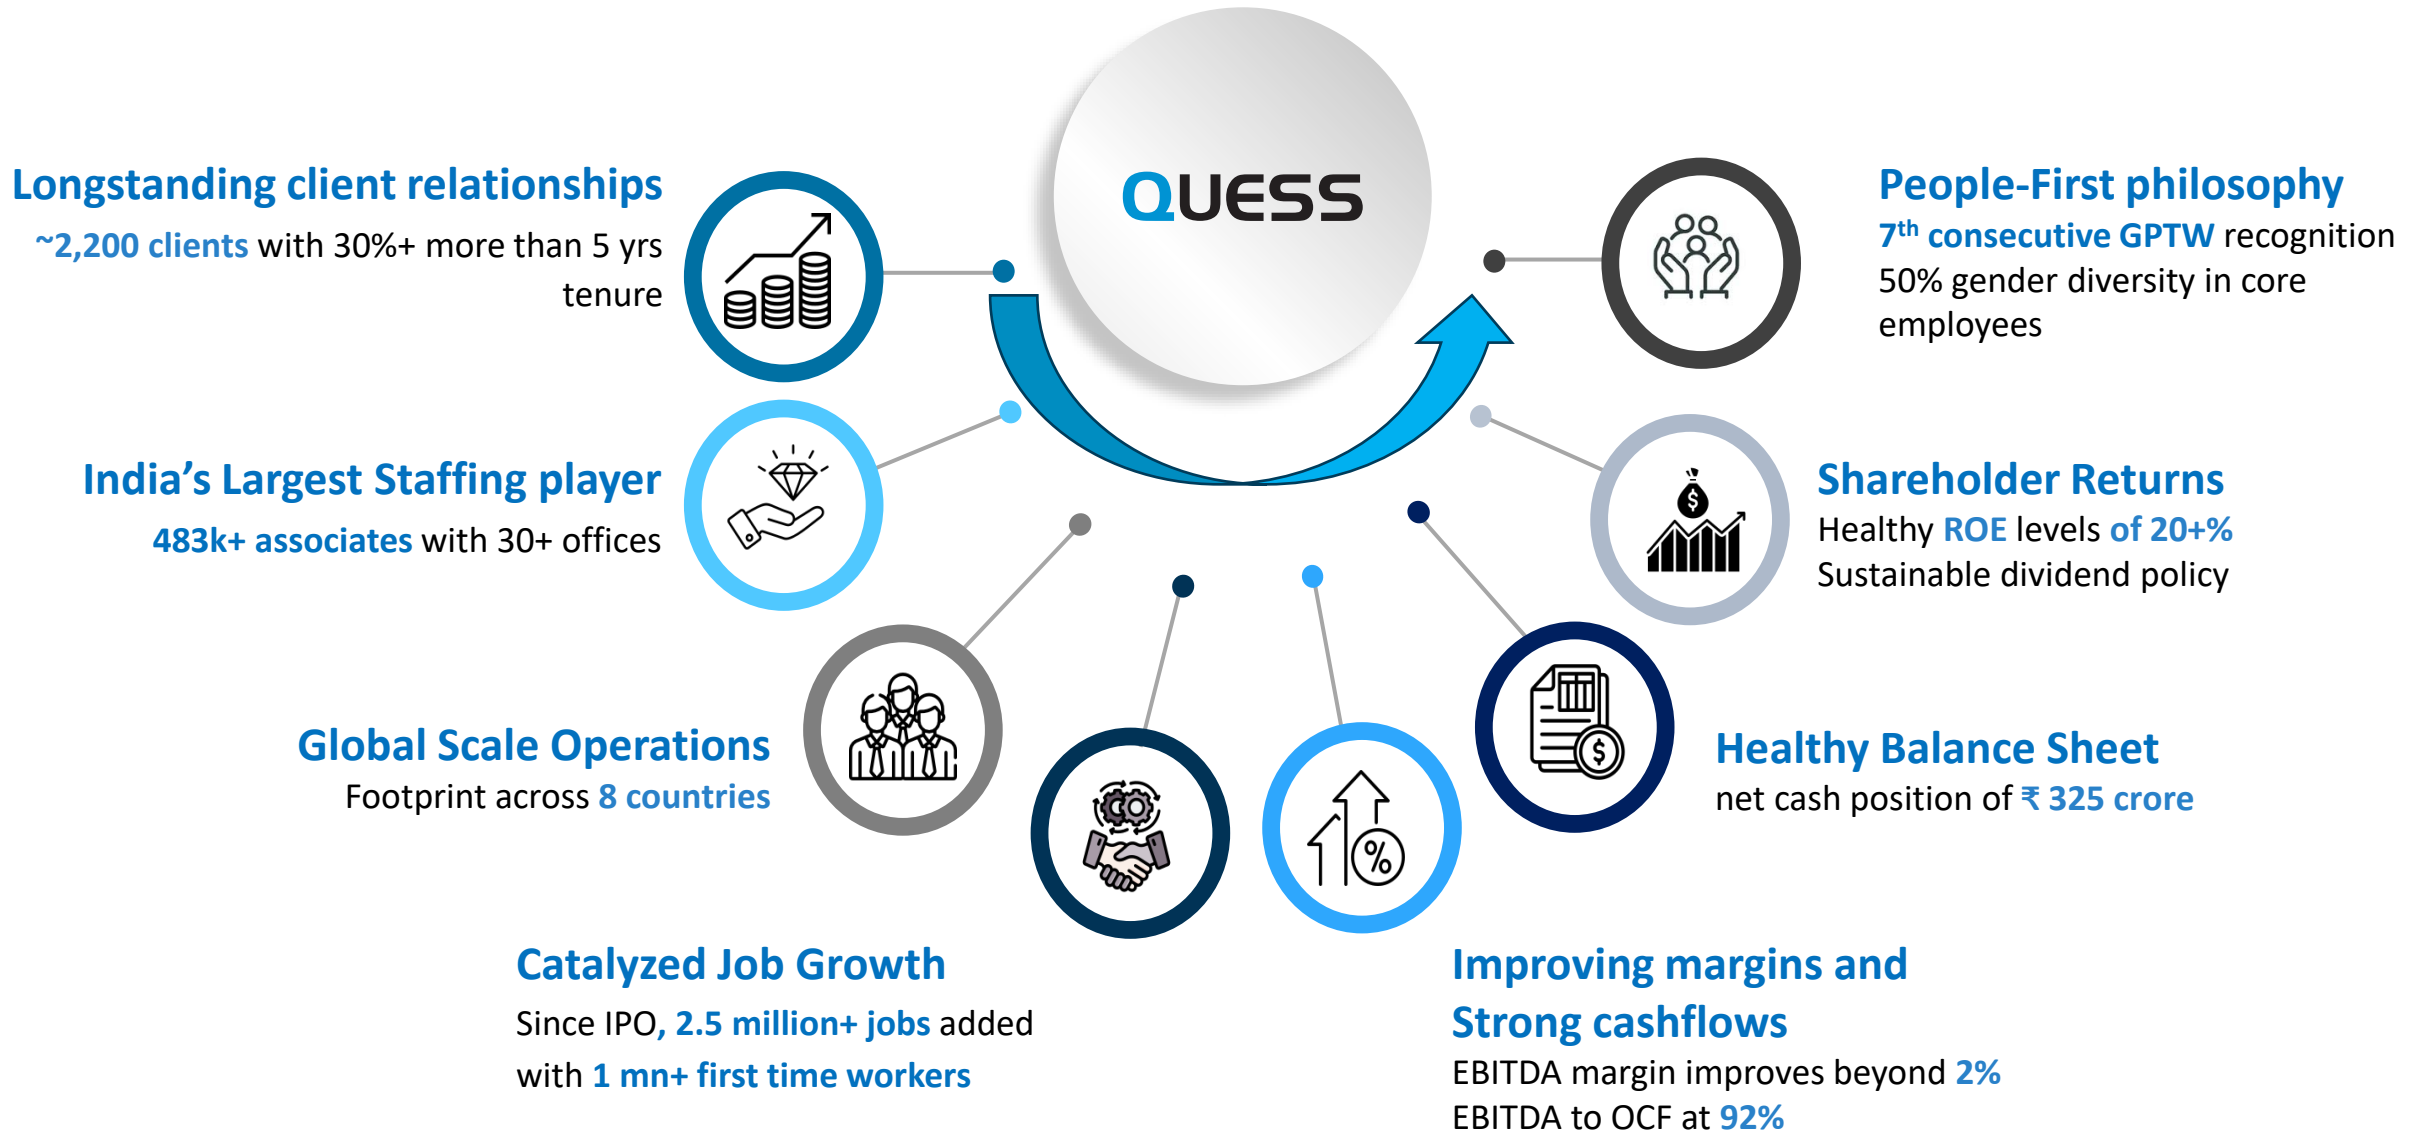 QUESS
Longstanding client relationships
~2,200 clients with 30%+ more than 5 yrs
tenure
India’s Largest Staffing player
483k+ associates with 30+ offices
Global Scale Operations
Footprint across 8 countries
Catalyzed Job Growth
Since IPO, 2.5 million+ jobs added
with 1 mn+ first time workers
%
Improving margins and
Strong cashflows
EBITDA margin improves beyond 2%
EBITDA to OCF at 92%
$
Healthy Balance Sheet
net cash position of ₹ 325 crore
$
Shareholder Returns
Healthy ROE levels of 20+%
Sustainable dividend policy
People-First philosophy
7th consecutive GPTW recognition
50% gender diversity in core
employees